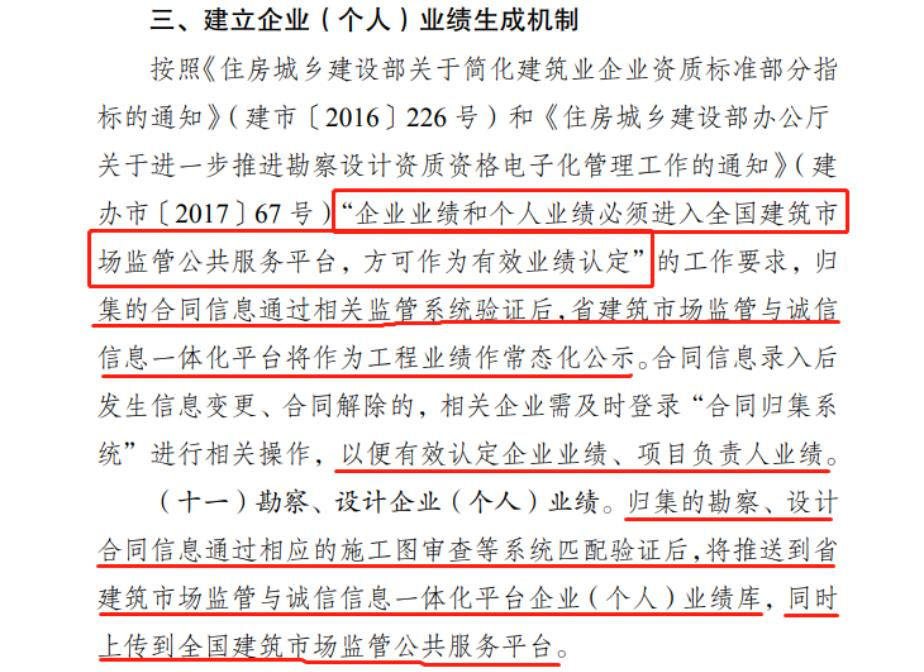 三、建立企业（个人）业绩生成机制
按照《住房城乡建设部关于简化建筑业企业资质标准部分指
标的通知》（建市〔2016〕226 号）和《住房城乡建设部办公厅
关于进一步推进勘察设计资质资格电子化管理工作的通知》（建
办市〔2017〕67 号）“企业业绩和个人业绩必须进入全国建筑市
场监管公共服务平台，方可作为有效业绩认定”的工作要求，归
集的合同信息通过相关监管系统验证后，省建筑市场监管与诚信
信息一体化平台将作为工程业绩作常态化公示。合同信息录入后
发生信息变更、合同解除的，相关企业需及时登录“合同归集系
统”进行相关操作，以便有效认定企业业绩、项目负责人业绩。
（十一）勘察、设计企业（个人）业绩。归集的勘察、设计
合同信息通过相应的施工图审查等系统匹配验证后，将推送到省
建筑市场监管与诚信信息一体化平台企业（个人）业绩库，同时
上传到全国建筑市场监管公共服务平台。